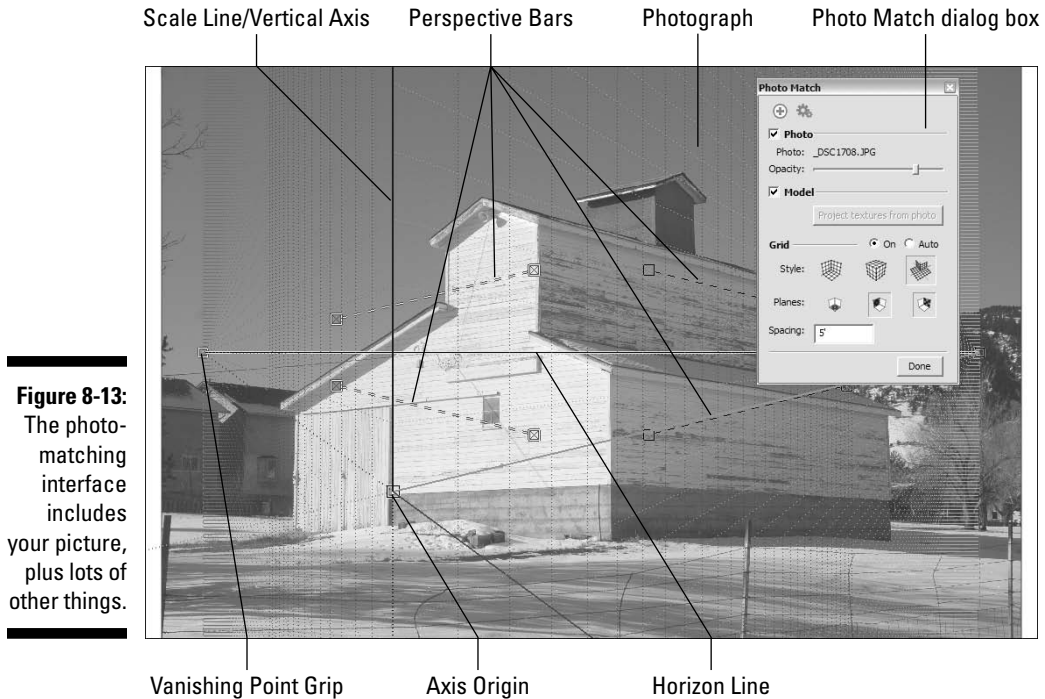 Scale Line/Vertical Axis
Perspective Bars
Photograph
Photo Match dialog box
Photo Match
Photo
Photo: _DSC1708.JPG
Opacity:
Model
Project textures from photo
Grid
On
Auto
Style:
Planes:
Spacing: 5'
Done
Figure 8-13:
The photo-
matching
interface
includes
your picture,
plus lots of
other things.
Vanishing Point Grip
Axis Origin
Horizon Line